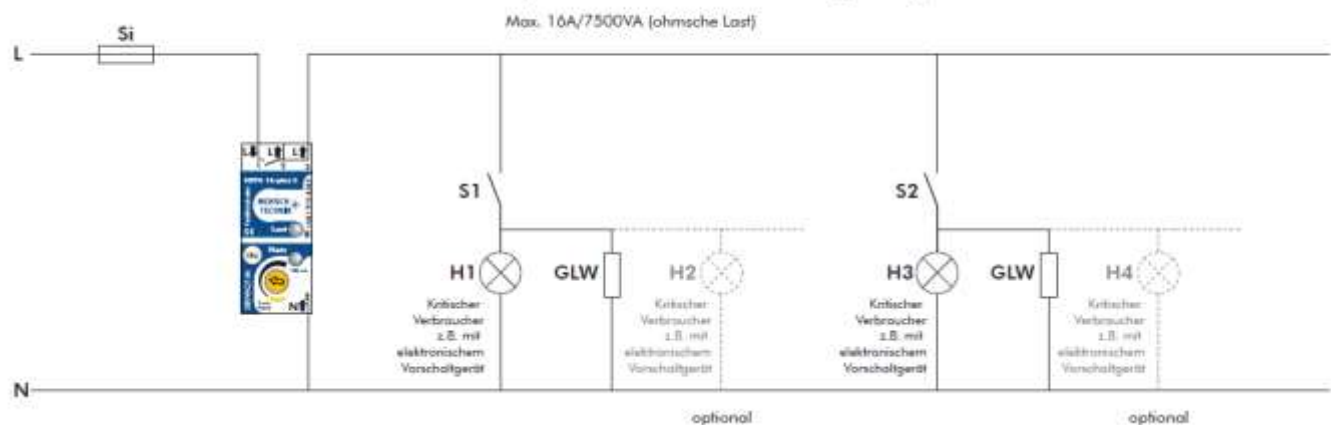 Max. 16A/7500VA (ohmsche Last)
Si
L
L L L
Last
N
S1
S2
H1
GLW
H2
H3
GLW
H4
Kritischer
Verbraucher
z.B. mit
elektronischem
Vorschaltgerät
Kritischer
Verbraucher
z.B. mit
elektronischem
Vorschaltgerät
Kritischer
Verbraucher
z.B. mit
elektronischem
Vorschaltgerät
Kritischer
Verbraucher
z.B. mit
elektronischem
Vorschaltgerät
N
optional
optional